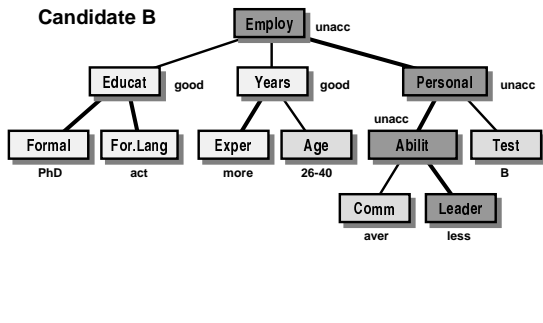 Candidate B
Employ
unacc
Educat
good
Years
good
Personal
unacc
unacc
Formal
For.Lang
Exper
Age
Abilit
Test
PhD
act
more
26-40
B
Comm
Leader
aver
less